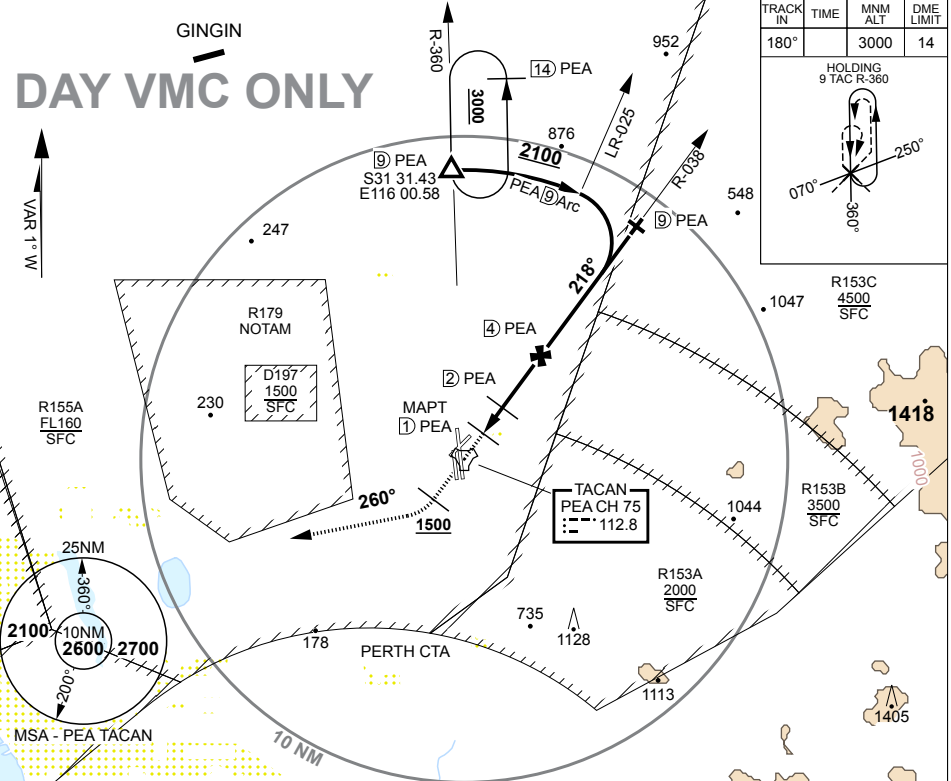 GINGIN
DAY VMC ONLY
VAR 1° W
R-360
14 PEA
3000
952
876
2100
LR-025
R-038
9 PEA
S31 31.43
E116 00.58
PEA 9 Arc
9 PEA
548
247
218°
TRACK IN
TIME
MNM ALT
DME LIMIT
180°
3000
14
HOLDING
9 TAC R-360
250°
070°
360°
R179
NOTAM
D197
1500
SFC
230
R155A
FL160
SFC
4 PEA
2 PEA
MAPT
1 PEA
1047
R153C
4500
SFC
1418
1000
TACAN
PEA CH 75
112.8
1044
R153B
3500
SFC
260°
1500
R153A
2000
SFC
735
1128
178
PERTH CTA
1113
1405
25NM
360°
2100
10NM
2600
2700
200°
MSA - PEA TACAN
10 NM